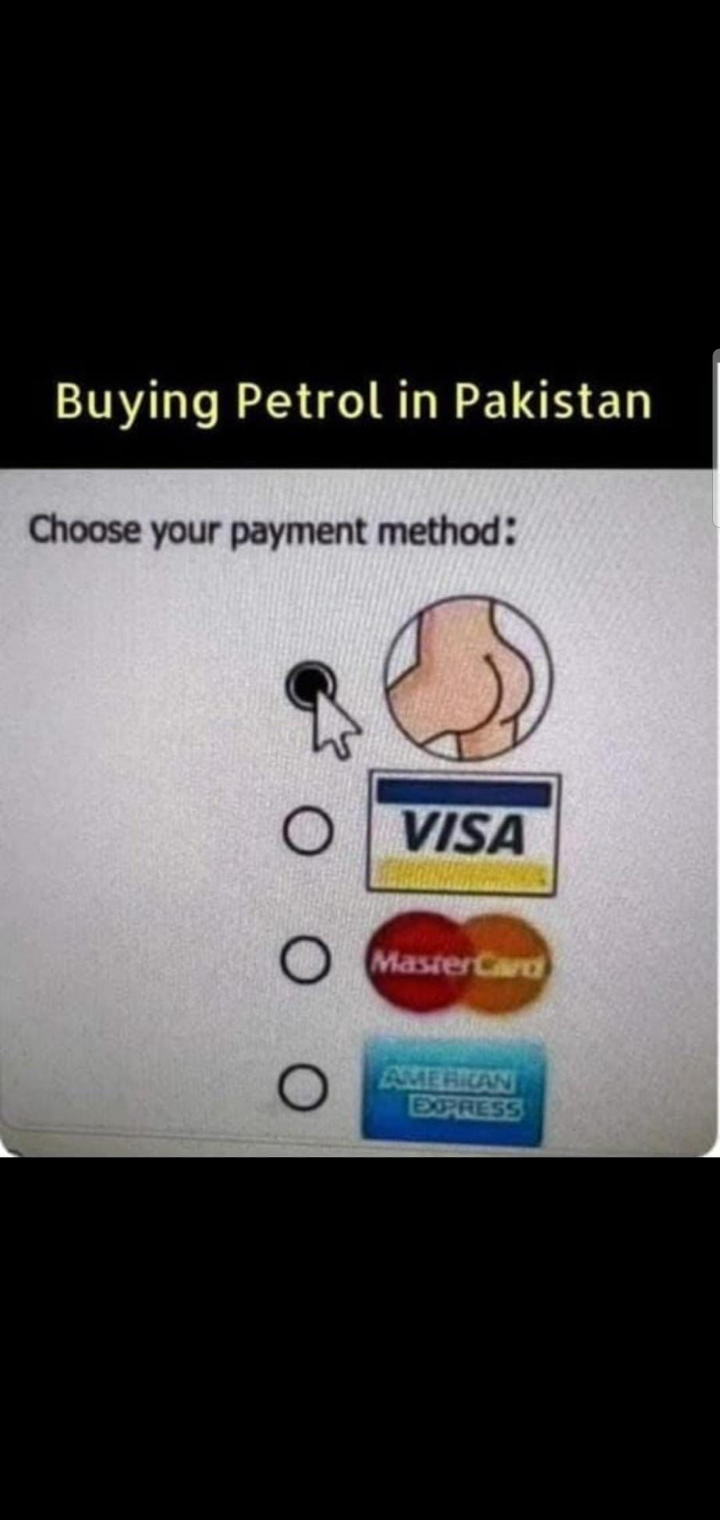 Buying Petrol in Pakistan
Choose your payment method:
VISA
MasterCard
AMERICAN
EXPRESS